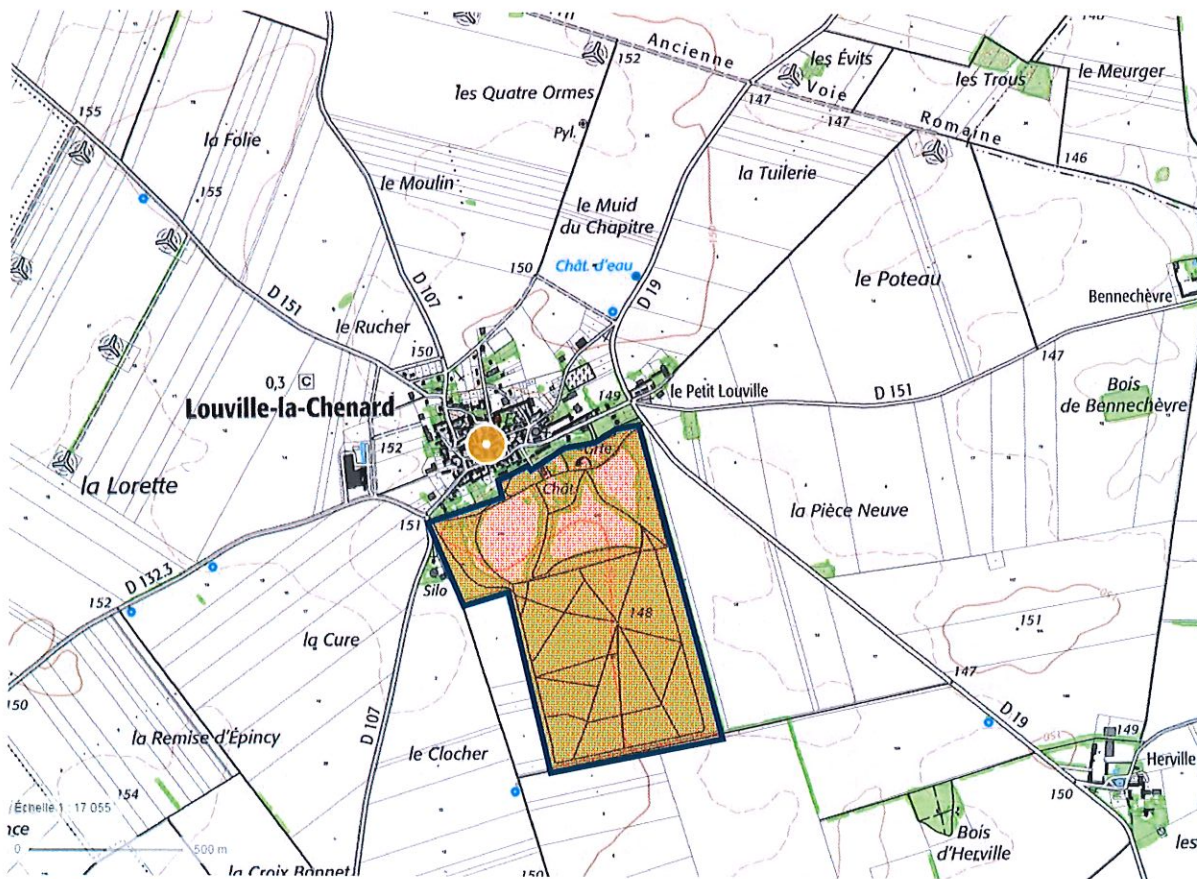 148
Ancienne
Voie
Romaine
152
les Évits
les Trous
le Meurger
155
les Quatre Ormes
147
147
Pyl.
la Folie
la Tuilerie
146
le Moulin
155
le Muid
du Chapitre
Chât. d'eau
150
D 151
D 107
D 19
le Poteau
Bennechèvre
le Rucher
150
147
0,3 C
Louville-la-Chenard
149
le Petit Louville
D 151
Bois
de Bennechèvre
152
Gite
Chât.
la Lorette
151
la Pièce Neuve
D 132.3
Silo
152
148
151
la Cure
147
150
la Remise d'Épincy
D 107
le Clocher
D 19
149
Herville
150
154
Échelle 1 : 17 055
nce
0 500 m
Bois
d'Herville
les
la Croix Bonnet
150